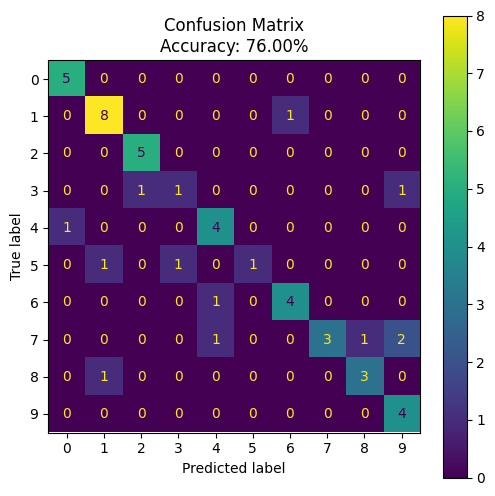 Confusion Matrix
Accuracy: 76.00%
8
0 5 0 0 0 0 0 0 0 0 0
7
1 0 8 0 0 0 0 1 0 0 0
2 0 0 5 0 0 0 0 0 0 0
6
3 0 0 1 1 0 0 0 0 0 1
5
4 1 0 0 0 4 0 0 0 0 0
4
True label
5 0 1 0 1 0 1 0 0 0 0
3
6 0 0 0 0 1 0 4 0 0 0
7 0 0 0 0 1 0 0 3 1 2
2
8 0 1 0 0 0 0 0 0 3 0
1
9 0 0 0 0 0 0 0 0 0 4
0 1 2 3 4 5 6 7 8 9
Predicted label
0